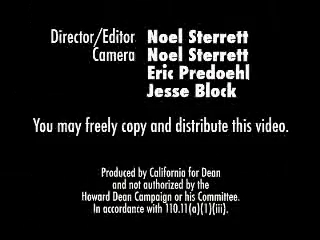 Director/Editor Noel Sterrett
Camera Noel Sterrett
Eric Predoehl
Jesse Block
You may freely copy and distribute this video.
Produced by California for Dean
and not authorized by the
Howard Dean Campaign or his Committee.
In accordance with 110.11(a)(1){iii}.